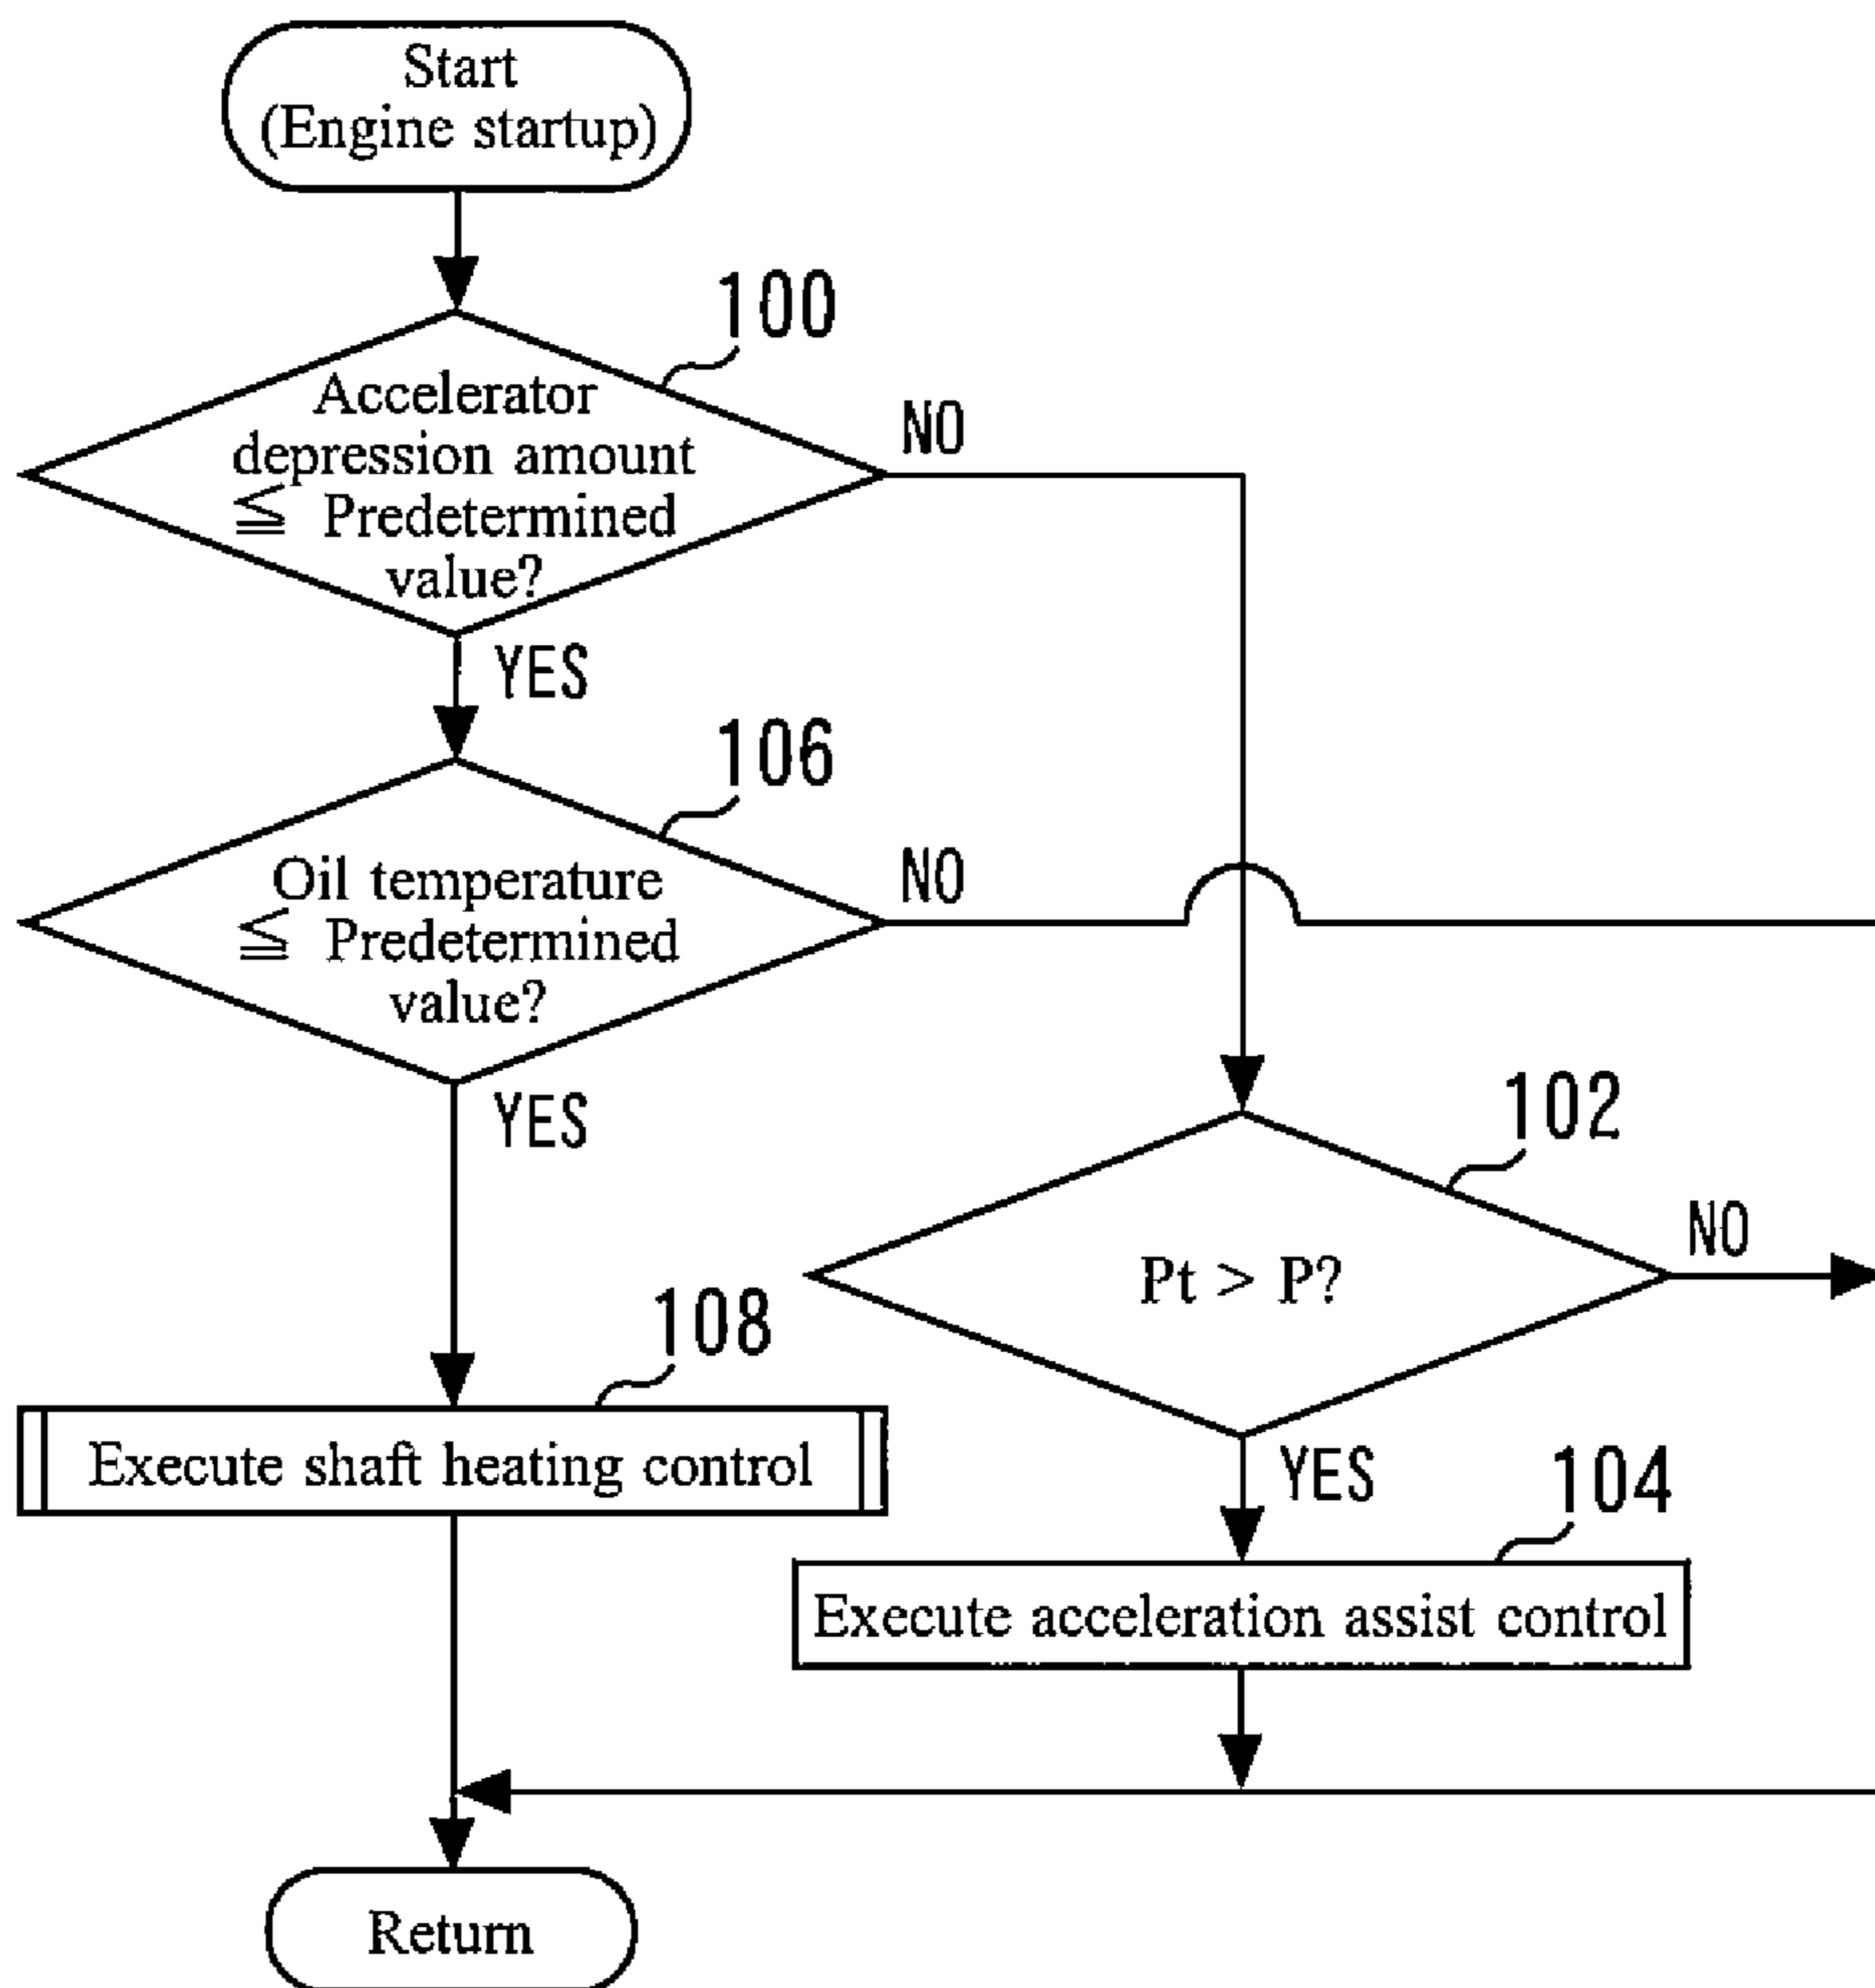 Start
(Engine startup)
100
Accelerator
depression amount
≦ Predetermined
value?
NO
YES
106
Oil temperature
≦ Predetermined
value?
NO
YES
102
Pt > P?
NO
YES
108
Execute shaft heating control
104
Execute acceleration assist control
Return